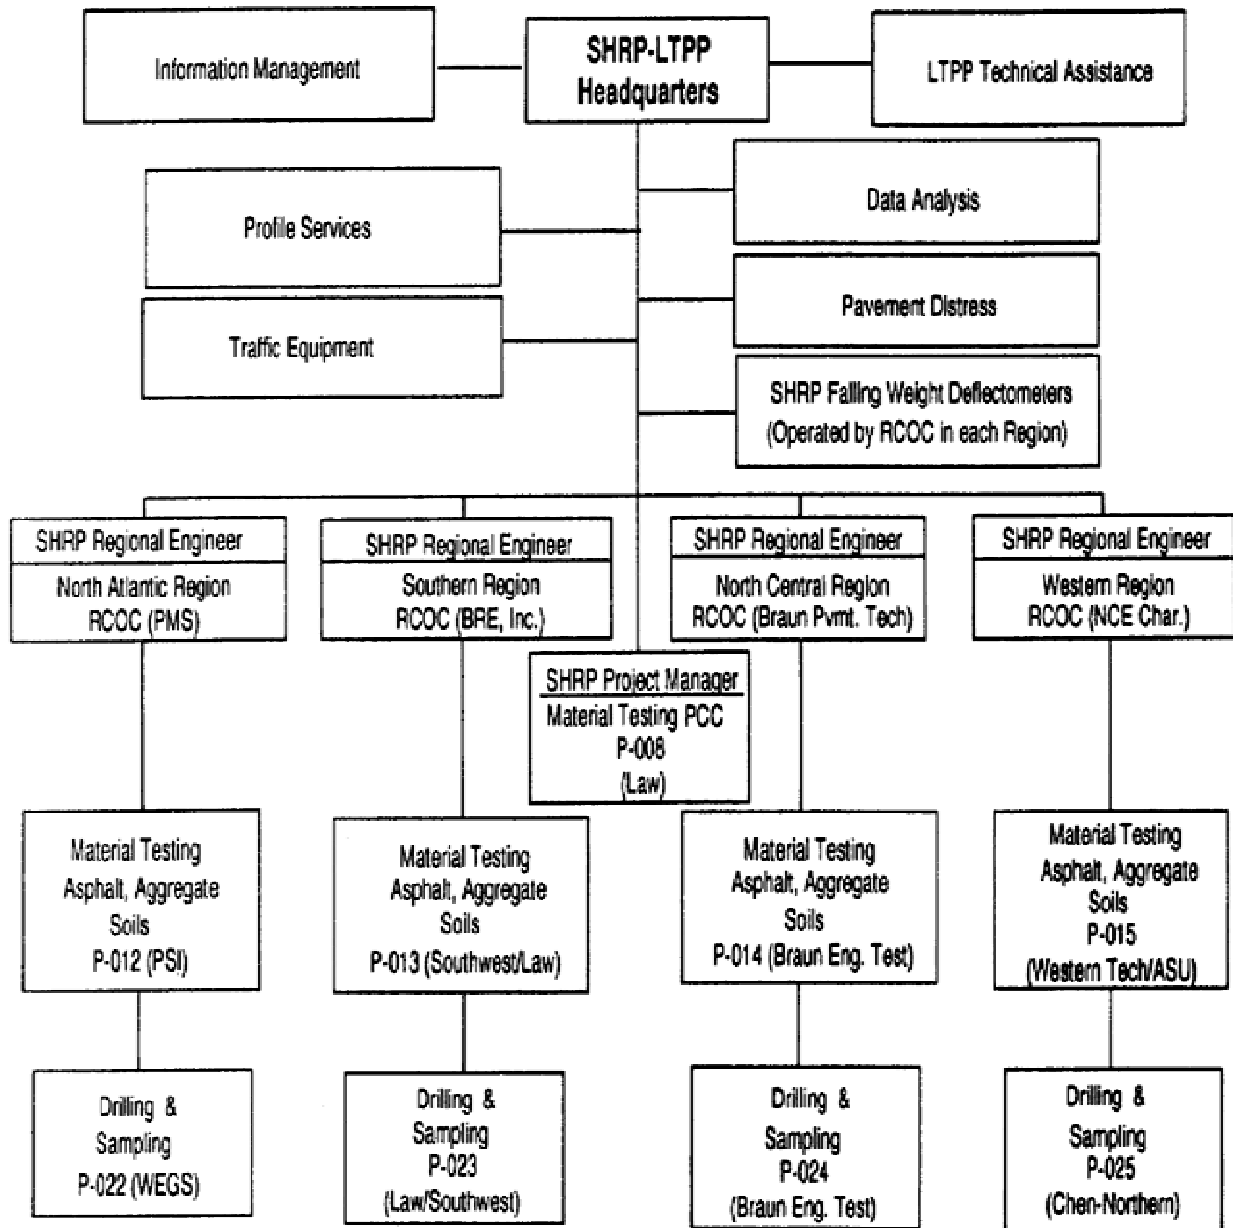 Information Management
SHRP-LTPP
Headquarters
LTPP Technical Assistance
Profile Services
Data Analysis
Traffic Equipment
Pavement Distress
SHRP Falling Weight Deflectometers
(Operated by RCOC in each Region)
SHRP Regional Engineer
North Atlantic Region
RCOC (PMS)
SHRP Regional Engineer
Southern Region
RCOC (BRE, Inc.)
SHRP Regional Engineer
North Central Region
RCOC (Braun Pvmt. Tech)
SHRP Regional Engineer
Western Region
RCOC (NCE Char.)
SHRP Project Manager
Material Testing PCC
P-008
(Law)
Material Testing
Asphalt, Aggregate
Soils
P-012 (PSI)
Material Testing
Asphalt, Aggregate
Soils
P-013 (Southwest/Law)
Material Testing
Asphalt, Aggregate
Soils
P-014 (Braun Eng. Test)
Material Testing
Asphalt, Aggregate
Soils
P-015
(Western Tech/ASU)
Drilling &
Sampling
P-022 (WEGS)
Drilling &
Sampling
P-023
(Law/Southwest)
Drilling &
Sampling
P-024
(Braun Eng. Test)
Drilling &
Sampling
P-025
(Chen-Northern)